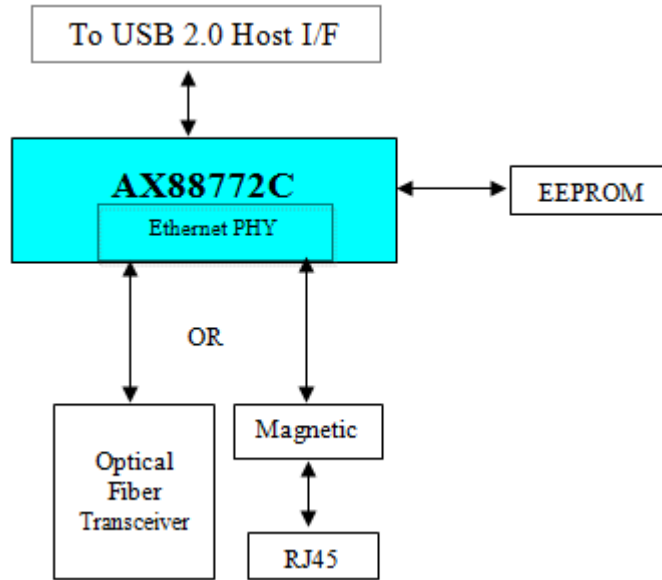 To USB 2.0 Host I/F
AX88772C
Ethernet PHY
EEPROM
OR
Optical
Fiber
Transceiver
Magnetic
RJ45